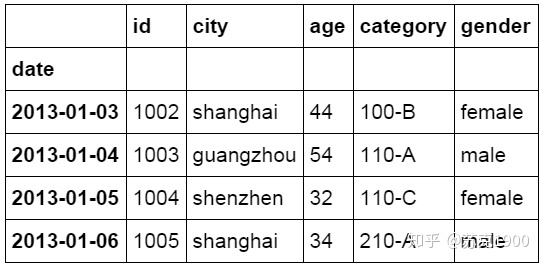 id city age category gender
date
2013-01-03 1002 shanghai 44 100-B female
2013-01-04 1003 guangzhou 54 110-A male
2013-01-05 1004 shenzhen 32 110-C female
2013-01-06 1005 shanghai 34 210-A male
知乎